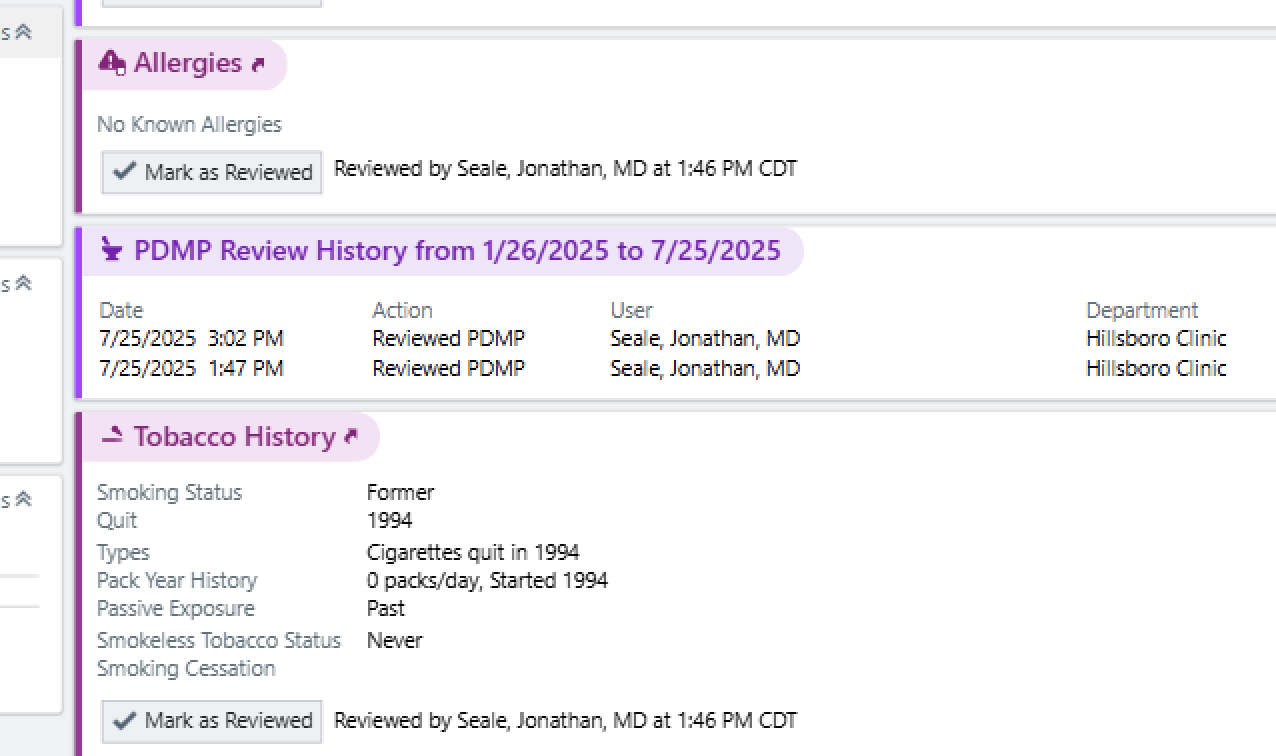 s
Allergies
No Known Allergies
Mark as Reviewed Reviewed by Seale, Jonathan, MD at 1:46 PM CDT
PDMP Review History from 1/26/2025 to 7/25/2025
Date Action User Department
7/25/2025 3:02 PM Reviewed PDMP Seale, Jonathan, MD Hillsboro Clinic
7/25/2025 1:47 PM Reviewed PDMP Seale, Jonathan, MD Hillsboro Clinic
s
Tobacco History
Smoking Status Former
s
Quit 1994
Types Cigarettes quit in 1994
Pack Year History 0 packs/day, Started 1994
Passive Exposure Past
Smokeless Tobacco Status Never
Smoking Cessation
Mark as Reviewed Reviewed by Seale, Jonathan, MD at 1:46 PM CDT